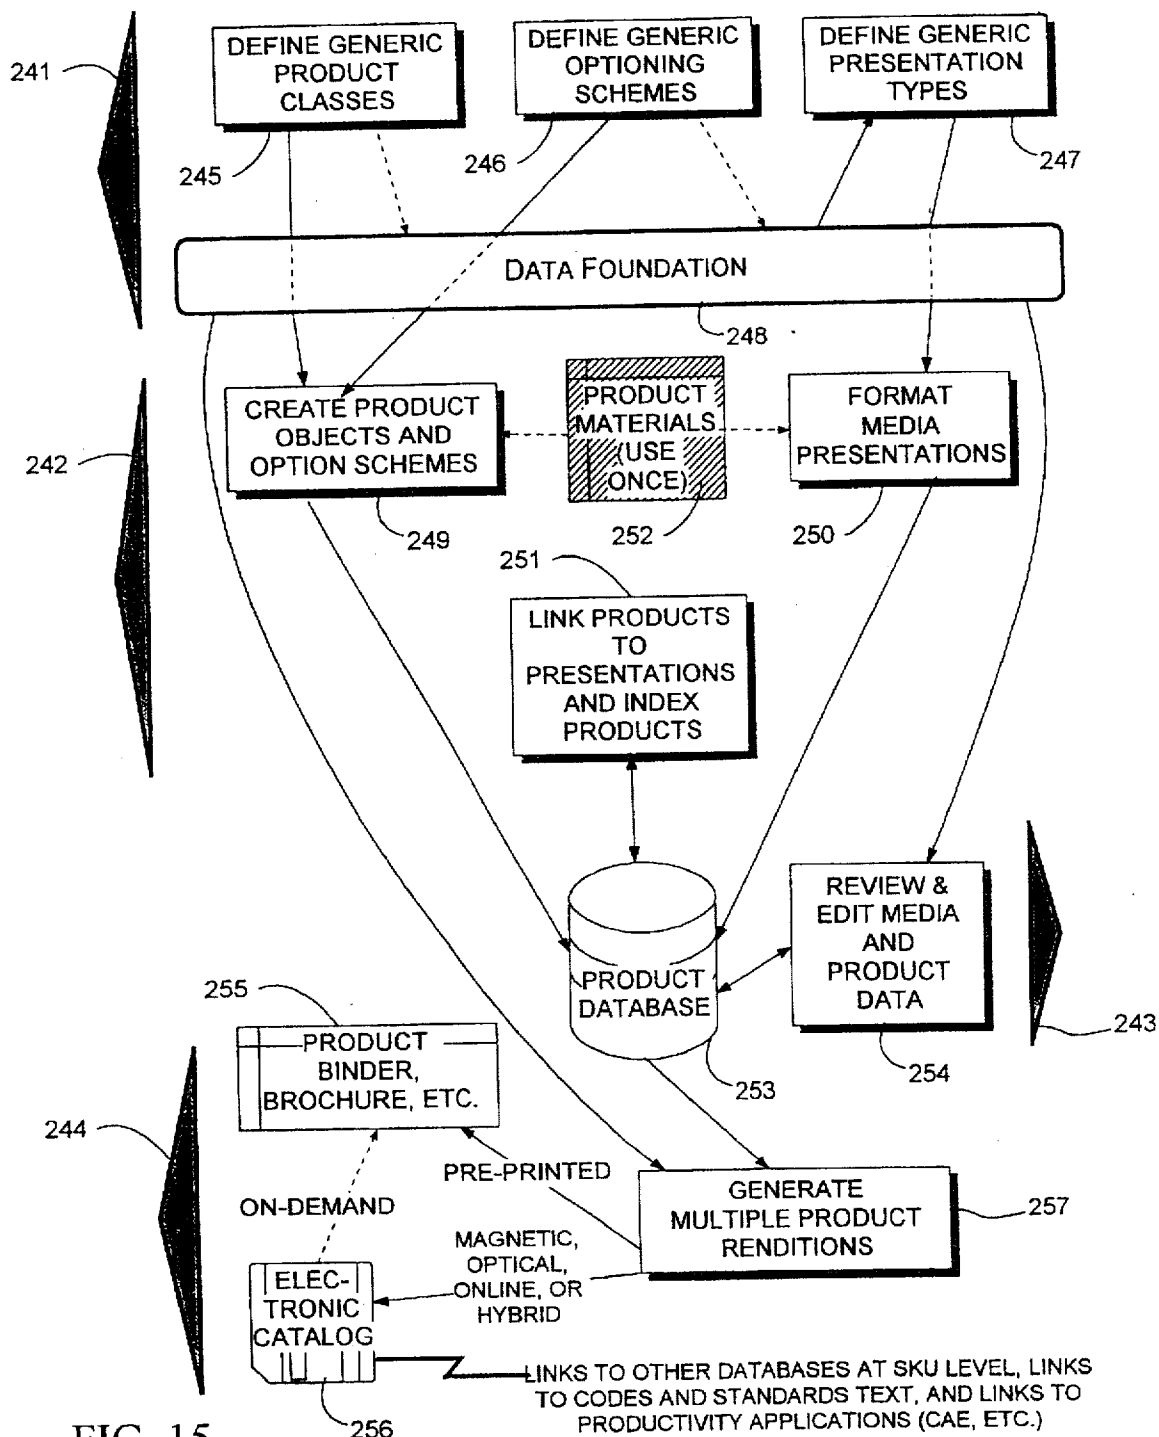 DEFINE GENERIC
PRODUCT
CLASSES
DEFINE GENERIC
OPTIONING
SCHEMES
DEFINE GENERIC
PRESENTATION
TYPES
241
245
246
247
DATA FOUNDATION
248
CREATE PRODUCT
OBJECTS AND
OPTION SCHEMES
PRODUCT
MATERIALS
(USE
ONCE)
FORMAT
MEDIA
PRESENTATIONS
242
249
252
250
251
LINK PRODUCTS
TO
PRESENTATIONS
AND INDEX
PRODUCTS
PRODUCT
DATABASE
REVIEW &
EDIT MEDIA
AND
PRODUCT
DATA
243
253
254
255
PRODUCT
BINDER,
BROCHURE, ETC.
244
PRE-PRINTED
ON-DEMAND
GENERATE
MULTIPLE PRODUCT
RENDITIONS
257
MAGNETIC,
OPTICAL,
ONLINE, OR
HYBRID
ELEC-
TRONIC
CATALOG
256
LINKS TO OTHER DATABASES AT SKU LEVEL, LINKS
TO CODES AND STANDARDS TEXT, AND LINKS TO
PRODUCTIVITY APPLICATIONS (CAE, ETC.)
FIG. 15